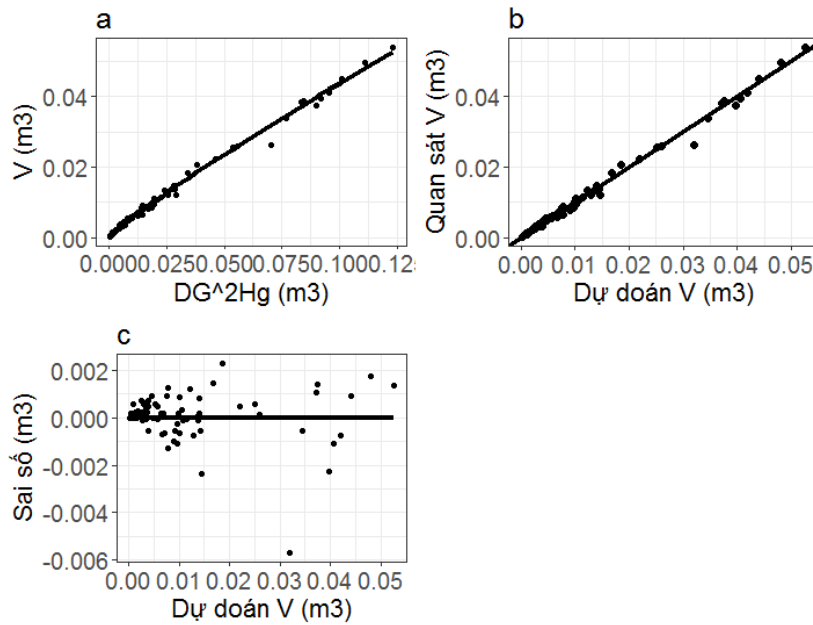 a
V (m3)
0.04
0.02
0.00
0.0000.0250.0500.0750.1000.125
DG^2Hg (m3)
b
Quan sát V (m3)
0.04
0.02
0.00
0.00 0.01 0.02 0.03 0.04 0.05
Dự doán V (m3)
c
Sai số (m3)
0.002
0.000
-0.002
-0.004
-0.006
0.00 0.01 0.02 0.03 0.04 0.05
Dự doán V (m3)